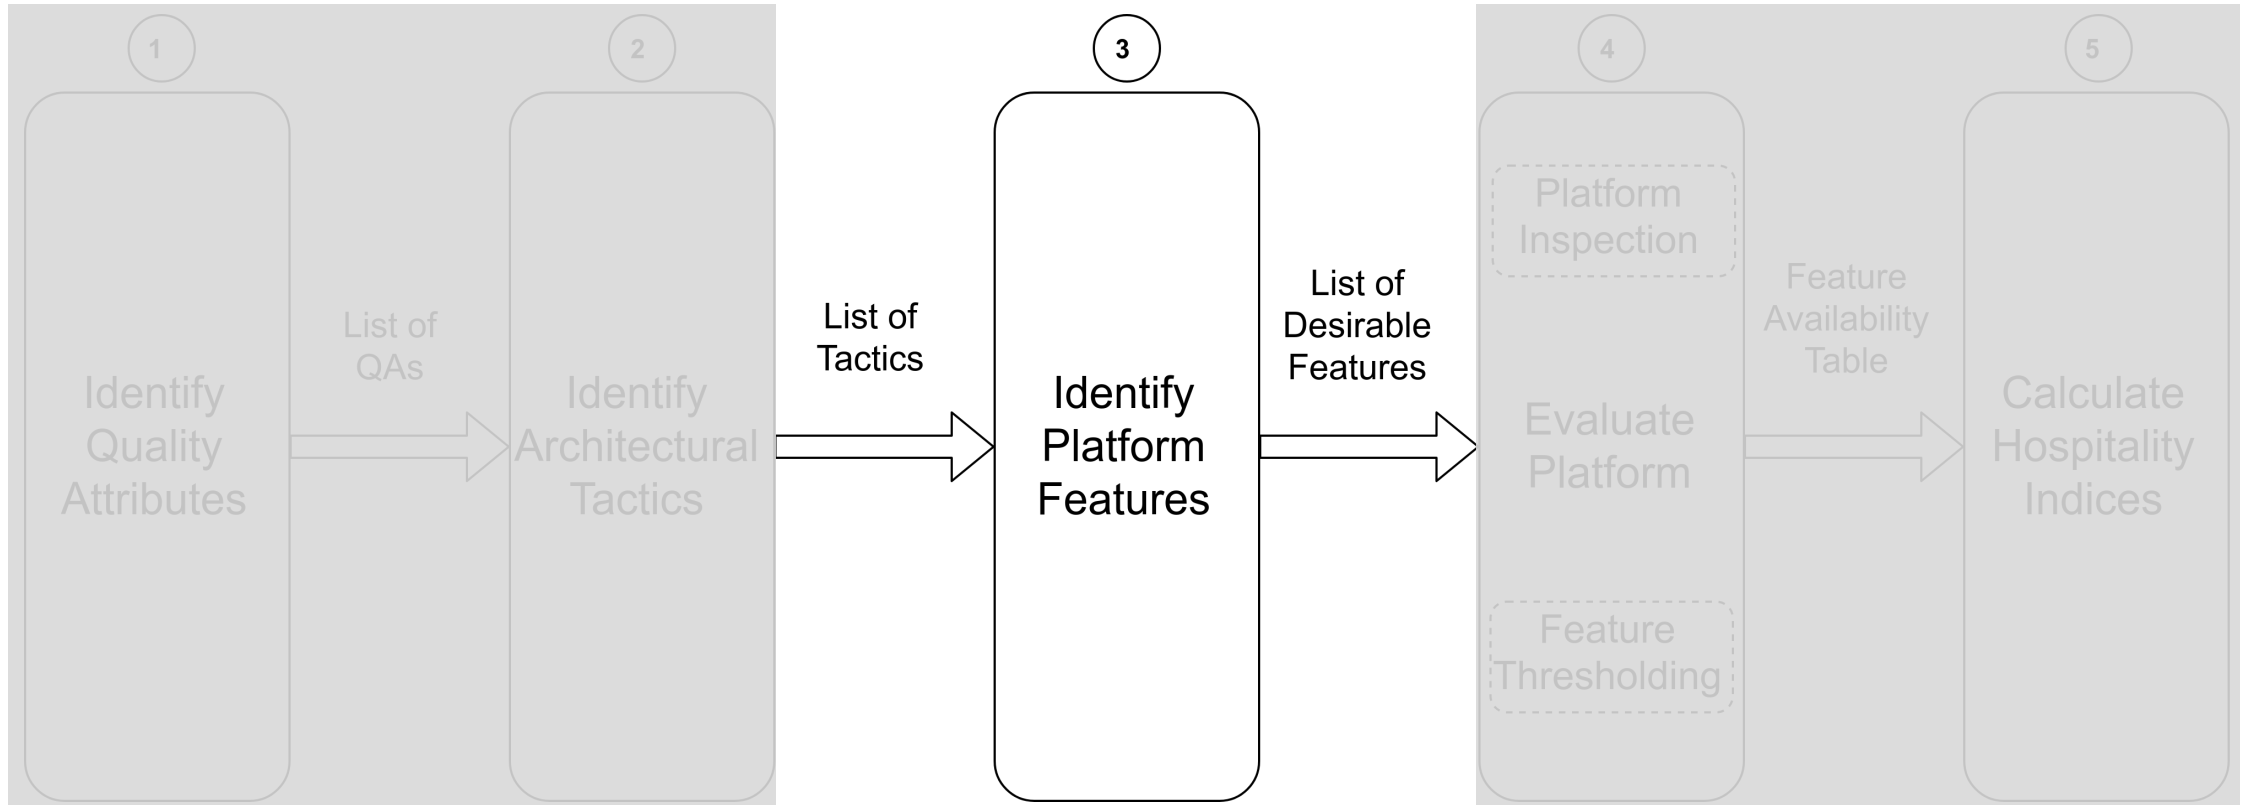 1
2
3
4
5
Identify
Quality
Attributes
List of
QAs
Identify
Architectural
Tactics
List of
Tactics
Identify
Platform
Features
List of
Desirable
Features
Platform
Inspection
Evaluate
Platform
Feature
Thresholding
Feature
Availability
Table
Calculate
Hospitality
Indices